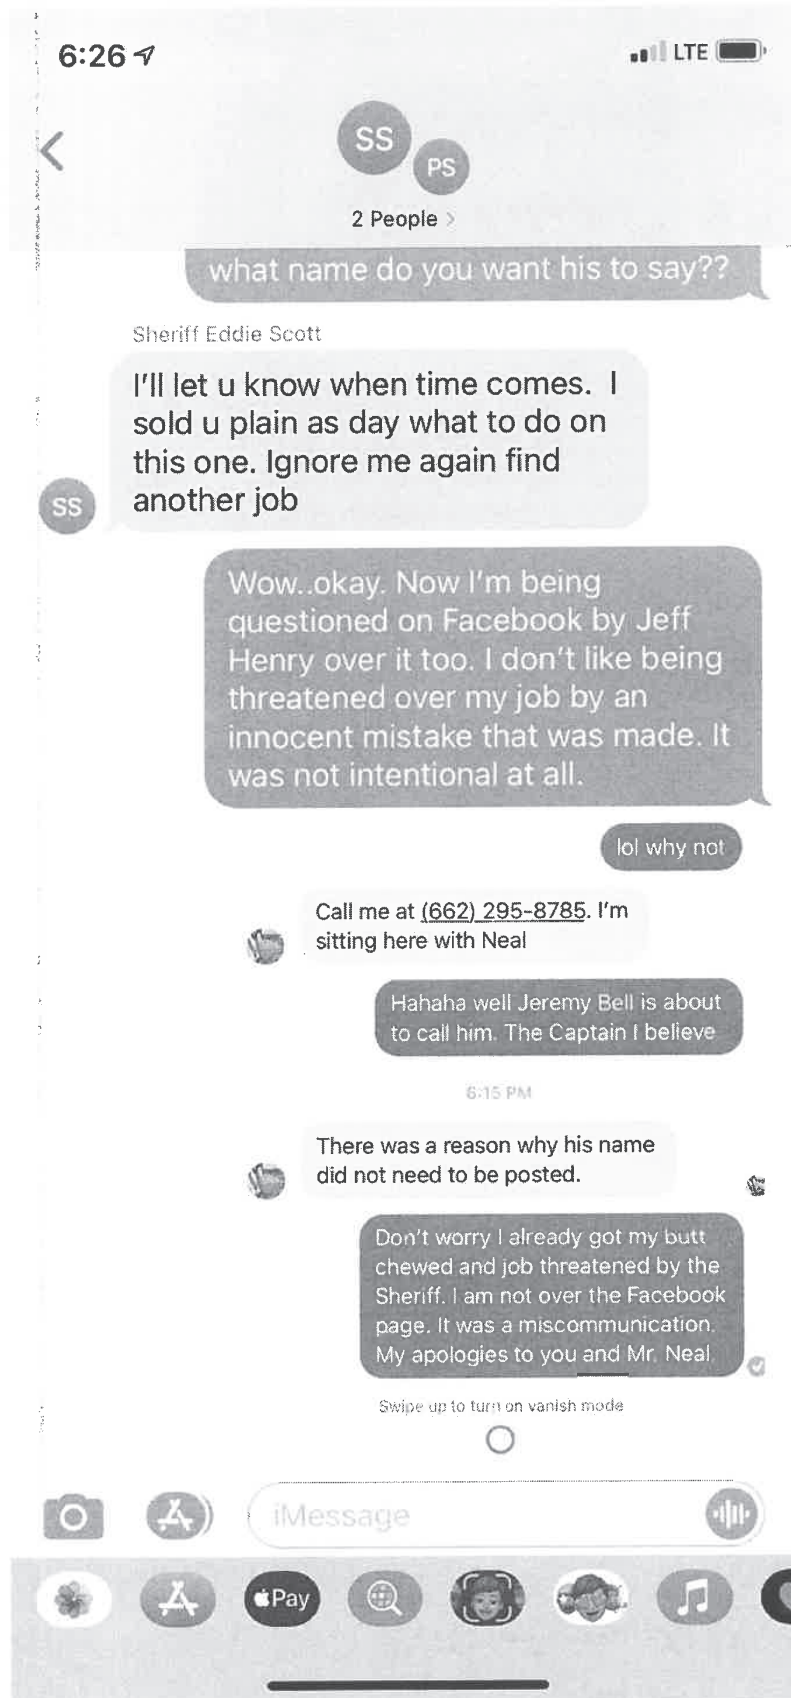 6:26
LTE
SS
PS
2 People >
what name do you want his to say??
Sheriff Eddie Scott
I'll let u know when time comes. I
sold u plain as day what to do on
this one. Ignore me again find
another job
SS
Wow..okay. Now I'm being
questioned on Facebook by Jeff
Henry over it too. I don't like being
threatened over my job by an
innocent mistake that was made. It
was not intentional at all.
lol why not
Call me at (662) 295-8785. I'm
sitting here with Neal
Hahaha well Jeremy Bell is about
to call him. The Captain I believe
6:15 PM
There was a reason why his name
did not need to be posted.
Don't worry I already got my butt
chewed and job threatened by the
Sheriff. I am not over the Facebook
page. It was a miscommunication.
My apologies to you and Mr. Neal
Swipe up to turn on vanish mode
iMessage
Pay